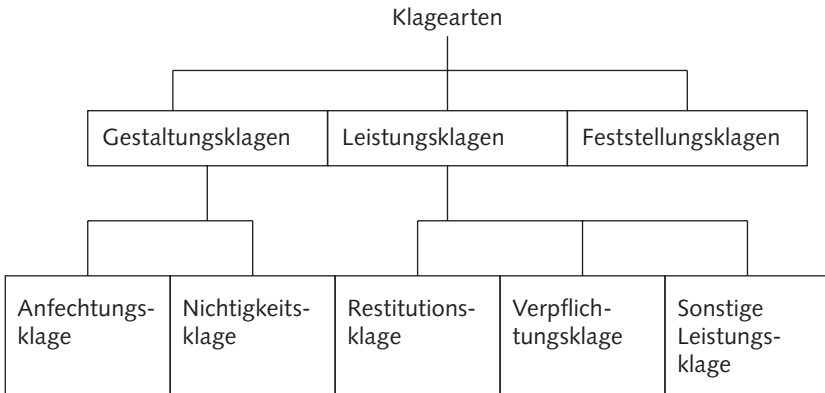 Klagearten
Gestaltungsklagen
Leistungsklagen
Feststellungsklagen
Anfechtungs-
klage
Nichtigkeits-
klage
Restitutions-
klage
Verpflich-
tungsklage
Sonstige
Leistungs-
klage